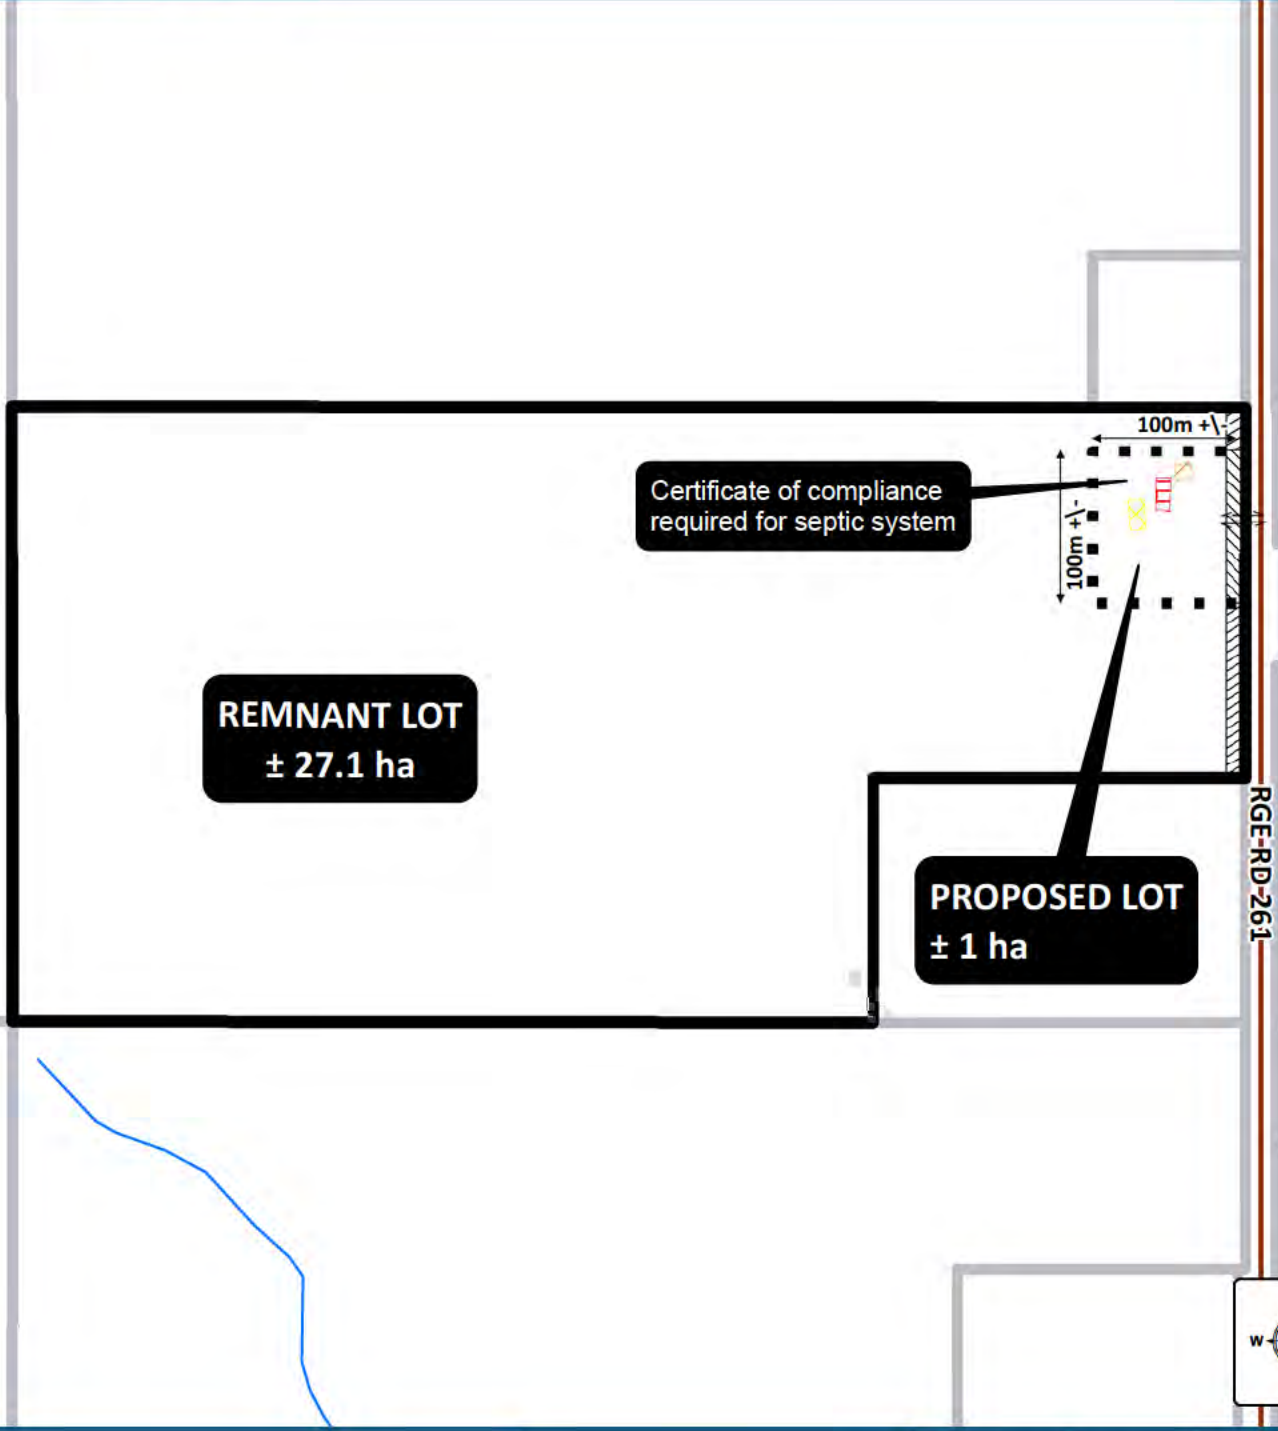 100m +\-
Certificate of compliance
required for septic system
100m +\-
REMNANT LOT
± 27.1 ha
PROPOSED LOT
± 1 ha
RGE-RD-261
W